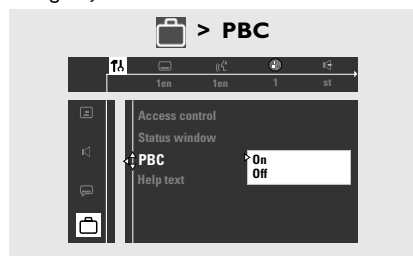 > PBC
1en 1en 1 st
Access control
Status window
PBC
On
Off
Help text